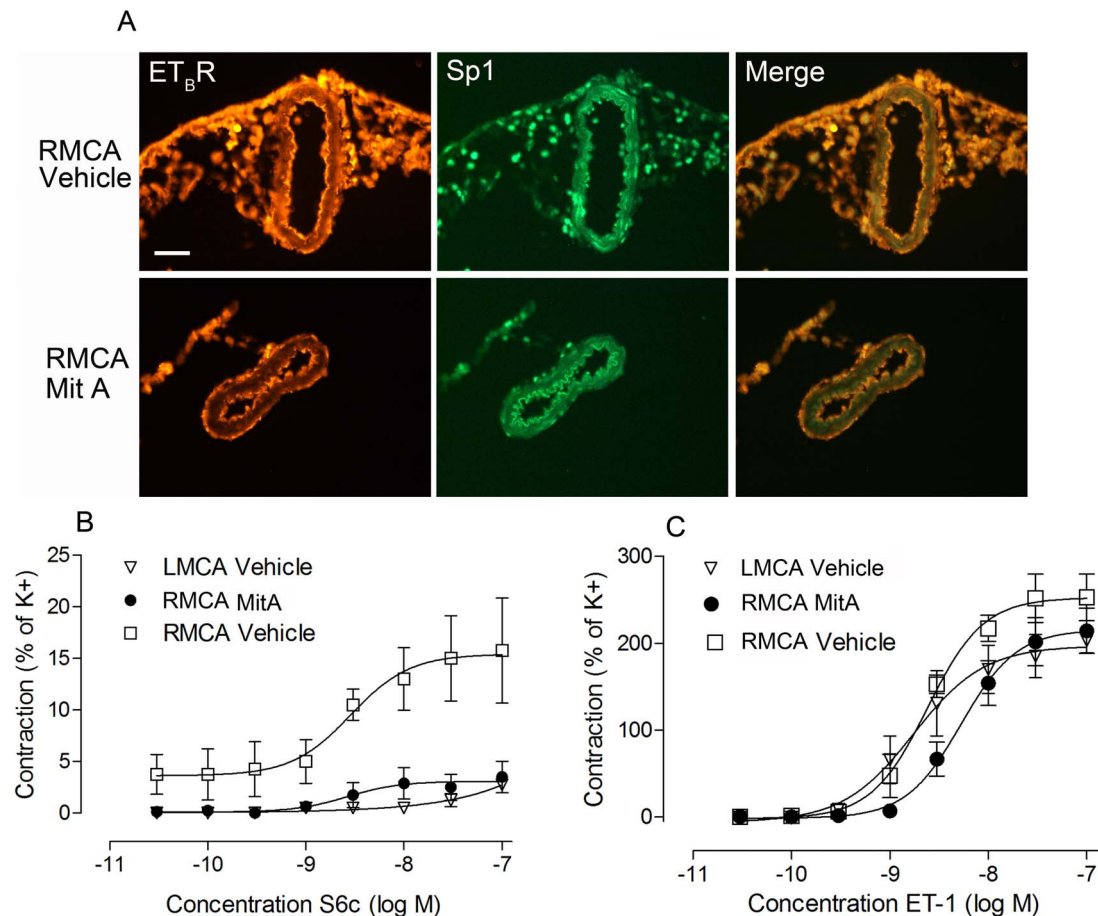 A
ET_BR
Sp1
Merge
RMCA
Vehicle
RMCA
Mit A
B
25
20
15
10
5
0
Contraction (% of K+)
LMCA Vehicle
RMCA MitA
RMCA Vehicle
-11
-10
-9
-8
-7
Concentration S6c (log M)
C
300
200
100
0
Contraction (% of K+)
LMCA Vehicle
RMCA MitA
RMCA Vehicle
-11
-10
-9
-8
-7
Concentration ET-1 (log M)